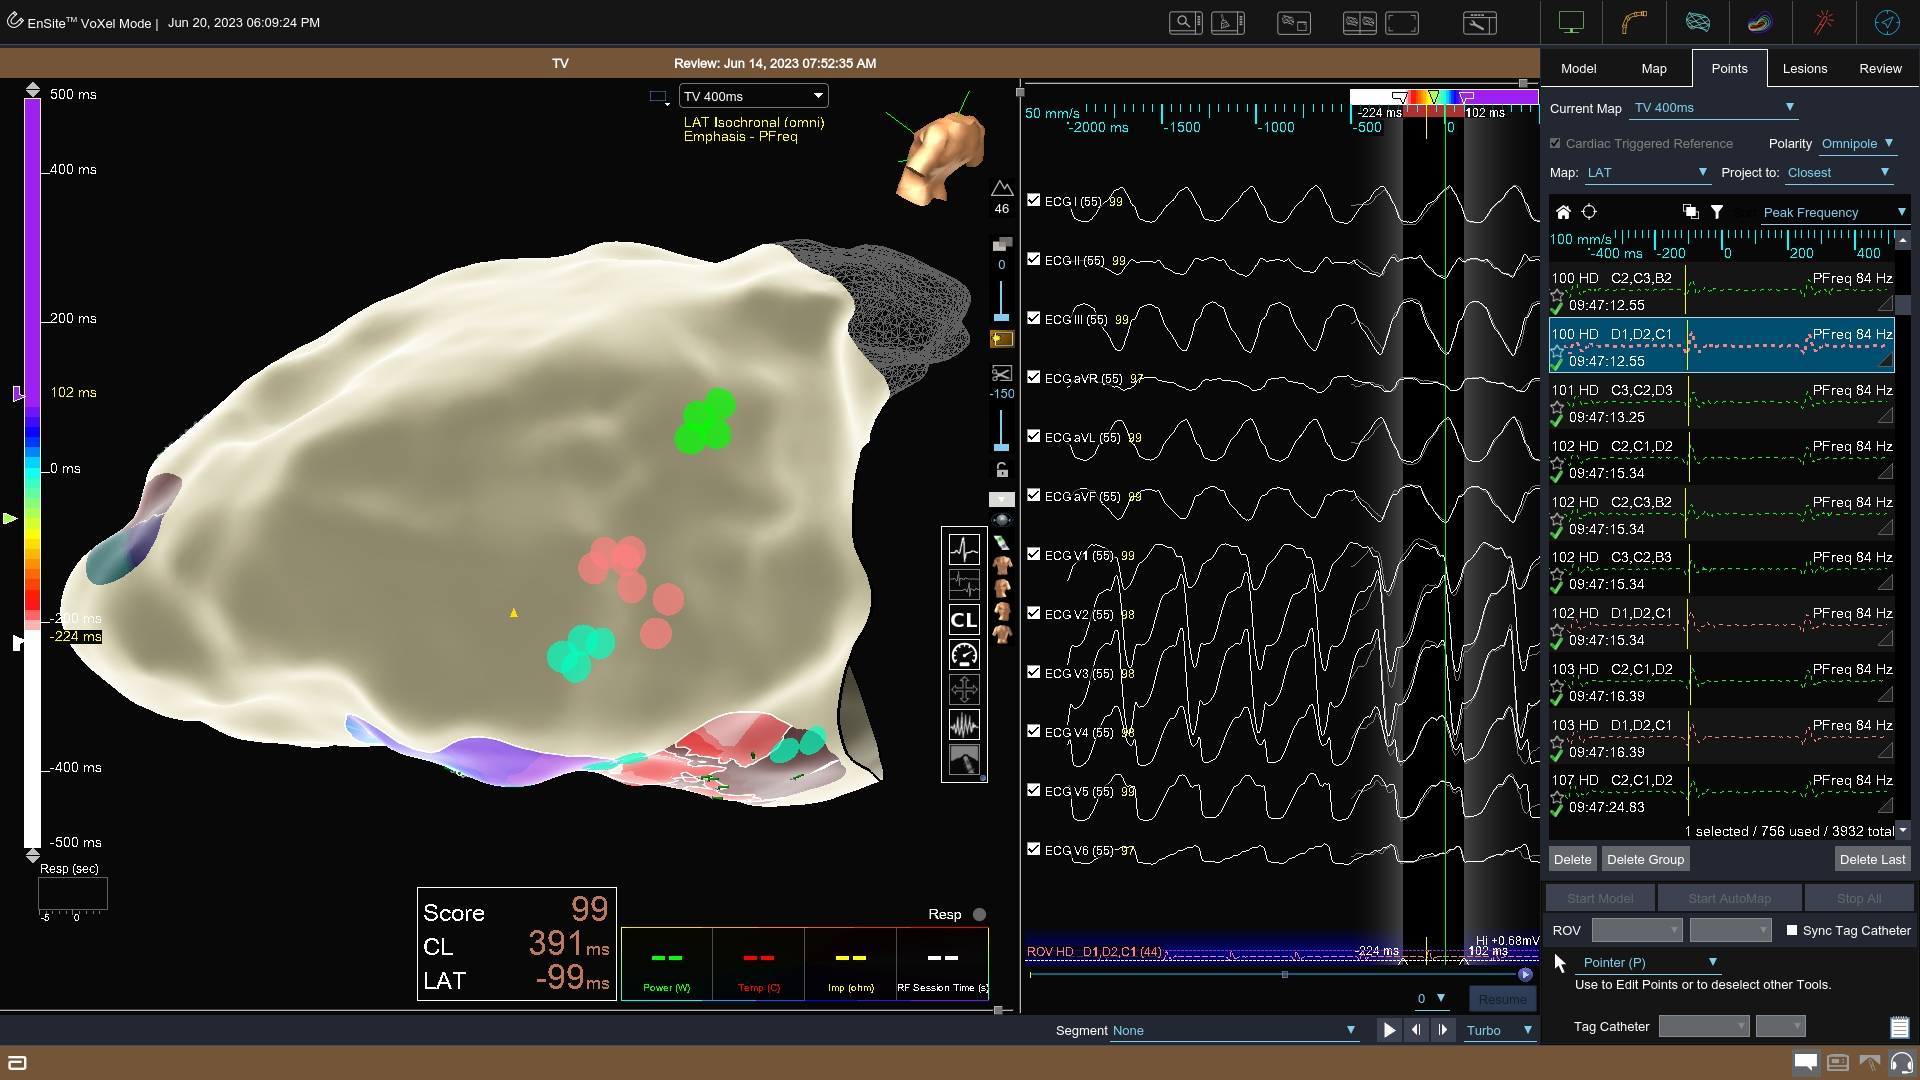 EnSite™ VoXel Mode | Jun 20, 2023 06:09:24 PM
TV Review: Jun 14, 2023 07:52:35 AM
Model Map Points Lesions Review
Current Map TV 400ms
Cardiac Triggered Reference Polarity Omnipole
Map: LAT Project to: Closest
Peak Frequency
100 mm/s
-400 ms -200 0 200 400
100 HD C2,C3,B2 PFreq 84 Hz
09:47:12.55
100 HD D1,D2,C1 PFreq 84 Hz
09:47:12.55
101 HD C3,C2,D3 PFreq 84 Hz
09:47:13.25
102 HD C2,C1,D2 PFreq 84 Hz
09:47:15.34
102 HD C2,C3,B2 PFreq 84 Hz
09:47:15.34
102 HD C3,C2,B3 PFreq 84 Hz
09:47:15.34
102 HD D1,D2,C1 PFreq 84 Hz
09:47:15.34
103 HD C2,C1,D2 PFreq 84 Hz
09:47:16.39
103 HD D1,D2,C1 PFreq 84 Hz
09:47:16.39
107 HD C2,C1,D2 PFreq 84 Hz
09:47:24.83
1 selected / 756 used / 3932 total
Delete Delete Group Delete Last
Start Model Start AutoMap Stop All
ROV Sync Tag Catheter
Pointer (P)
Use to Edit Points or to deselect other Tools.
Tag Catheter
500 ms
400 ms
200 ms
102 ms
0 ms
-200 ms
-224 ms
-400 ms
-500 ms
Resp (sec)
-5 0
TV 400ms
LAT Isochronal (omni)
Emphasis - PFreq
46
0
-150
CL
Score 99
CL 391 ms
LAT -99 ms
Resp
-- -- -- --
Power (W) Temp (C) Imp (ohm) RF Session Time (s)
50 mm/s -224 ms 102 ms
-2000 ms -1500 -1000 -500 0
ECG I (55) 99
ECG II (55) 99
ECG III (55) 99
ECG aVR (55) 97
ECG aVL (55) 99
ECG aVF (55) 99
ECG V1 (55) 99
ECG V2 (55) 98
ECG V3 (55) 98
ECG V4 (55) 98
ECG V5 (55) 99
ECG V6 (55) 97
Hi +0.68mV
ROV HD D1,D2,C1 (44) -224 ms 102 ms
0 Resume
Segment None Turbo